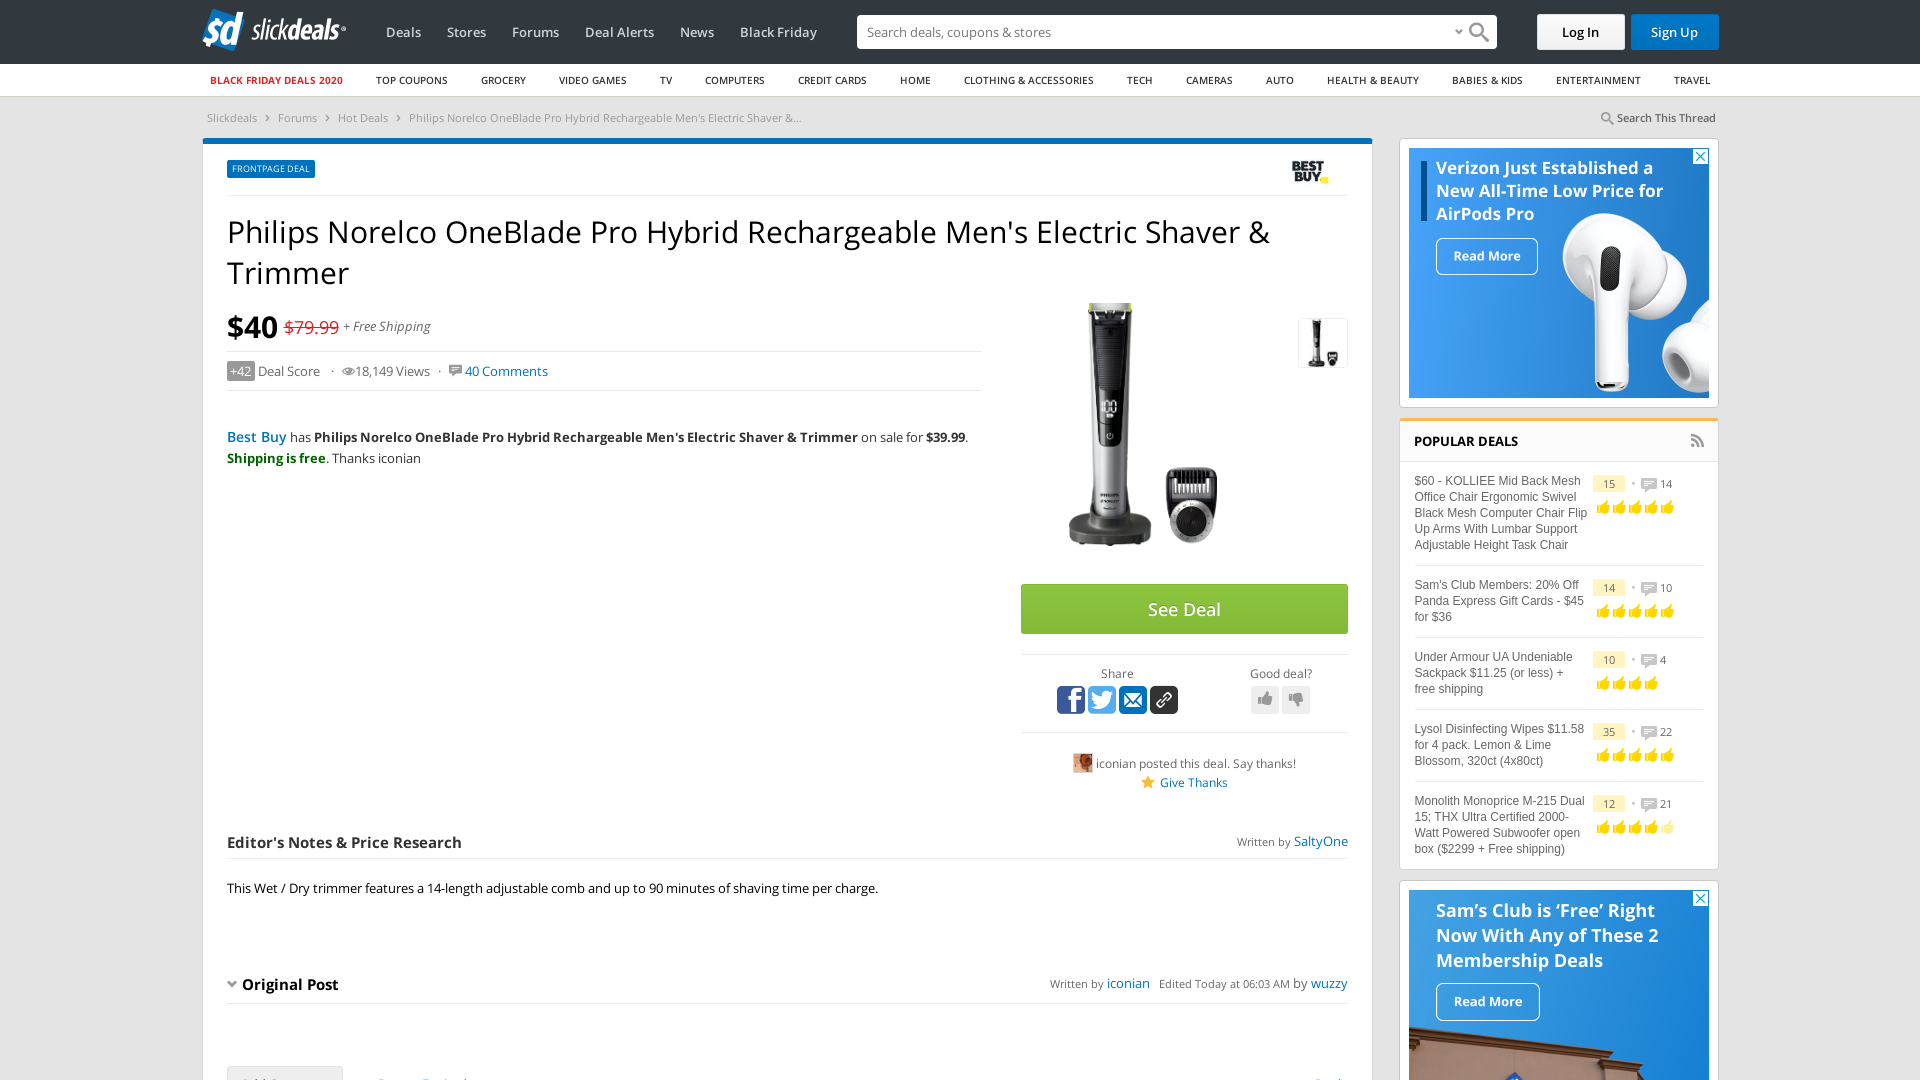 sd slickdeals
Deals Stores Forums Deal Alerts News Black Friday
Search deals, coupons & shares
Log In
Sign Up
BLACK FRIDAY DEALS 2020 TOP COUPONS GROCERY VIDEO GAMES TV COMPUTERS CREDIT CARDS HOME CLOTHING & ACCESSORIES TECH CAMERAS AUTO HEALTH & BEAUTY BABIES & KIDS ENTERTAINMENT TRAVEL
Slickdeals › Forums › Hot Deals › Philips Norelco OneBlade Pro Hybrid Rechargeable Men's Electric Shaver &...
Search This Thread
FRONTPAGE DEAL
BEST
BUY
Philips Norelco OneBlade Pro Hybrid Rechargeable Men's Electric Shaver &
Trimmer
$40 $79.99 + Free Shipping
+42 Deal Score · 18,149 Views · 40 Comments
Best Buy has Philips Norelco OneBlade Pro Hybrid Rechargeable Men's Electric Shaver & Trimmer on sale for $39.99.
Shipping is free. Thanks iconian
100
PHILIPS
See Deal
Share
Good deal?
iconian posted this deal. Say thanks!
Give Thanks
Editor's Notes & Price Research
Written by SaltyOne
This Wet / Dry trimmer features a 14-length adjustable comb and up to 90 minutes of shaving time per charge.
Original Post
Written by iconian Edited Today at 06:03 AM by wuzzy
Verizon Just Established a
New All-Time Low Price for
AirPods Pro
Read More
POPULAR DEALS
$60 - KOLLIEE Mid Back Mesh
Office Chair Ergonomic Swivel
Black Mesh Computer Chair Flip
Up Arms With Lumbar Support
Adjustable Height Task Chair
15 • 14
Sam's Club Members: 20% Off
Panda Express Gift Cards - $45
for $36
14 • 10
Under Armour UA Undeniable
Sackpack $11.25 (or less) +
free shipping
10 • 4
Lysol Disinfecting Wipes $11.58
for 4 pack. Lemon & Lime
Blossom, 320ct (4x80ct)
35 • 22
Monolith Monoprice M-215 Dual
15; THX Ultra Certified 2000-
Watt Powered Subwoofer open
box ($2299 + Free shipping)
12 • 21
Sam's Club is 'Free' Right
Now With Any of These 2
Membership Deals
Read More